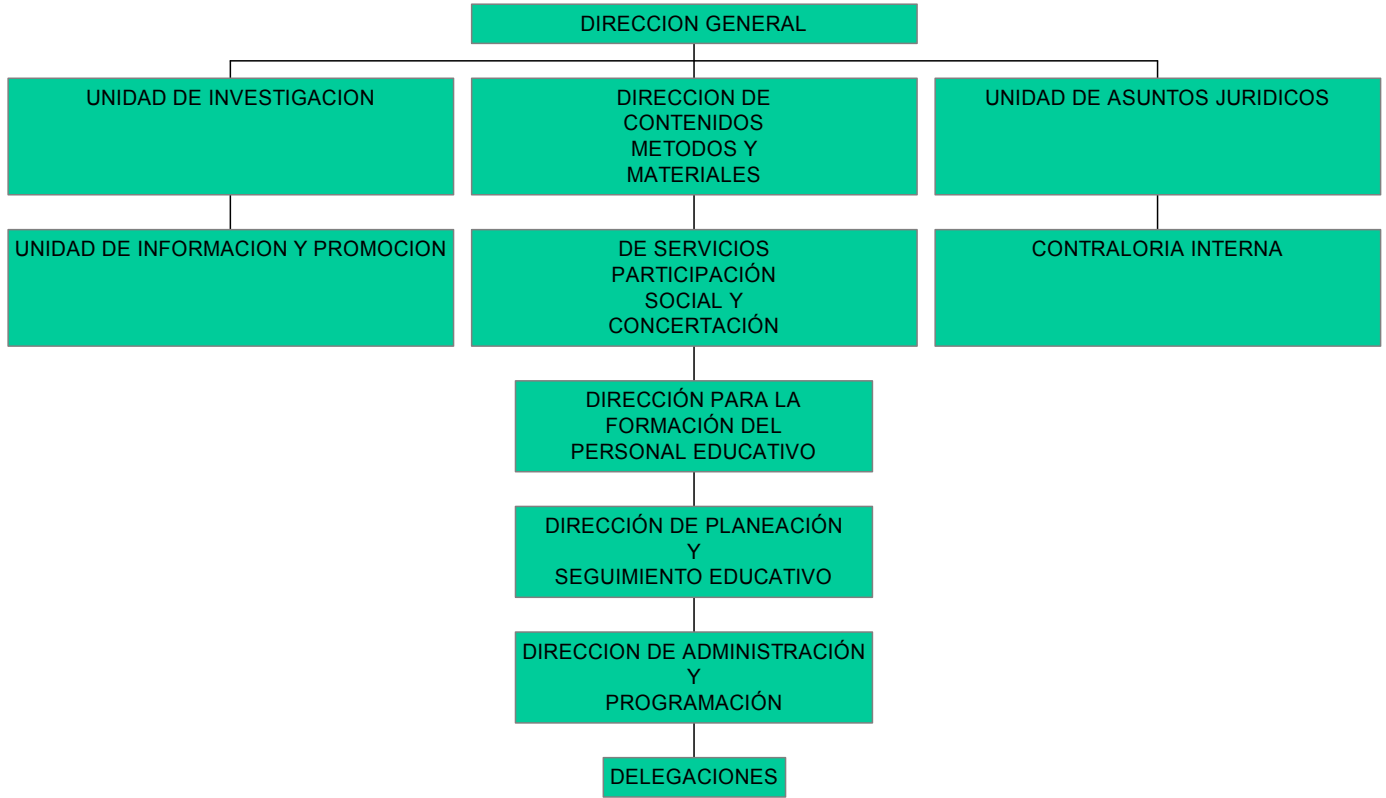 DIRECCION GENERAL
UNIDAD DE INVESTIGACION
DIRECCION DE
CONTENIDOS
METODOS Y
MATERIALES
UNIDAD DE ASUNTOS JURIDICOS
UNIDAD DE INFORMACION Y PROMOCION
DE SERVICIOS
PARTICIPACIÓN
SOCIAL Y
CONCERTACIÓN
CONTRALORIA INTERNA
DIRECCIÓN PARA LA
FORMACIÓN DEL
PERSONAL EDUCATIVO
DIRECCIÓN DE PLANEACIÓN
Y
SEGUIMIENTO EDUCATIVO
DIRECCION DE ADMINISTRACIÓN
Y
PROGRAMACIÓN
DELEGACIONES